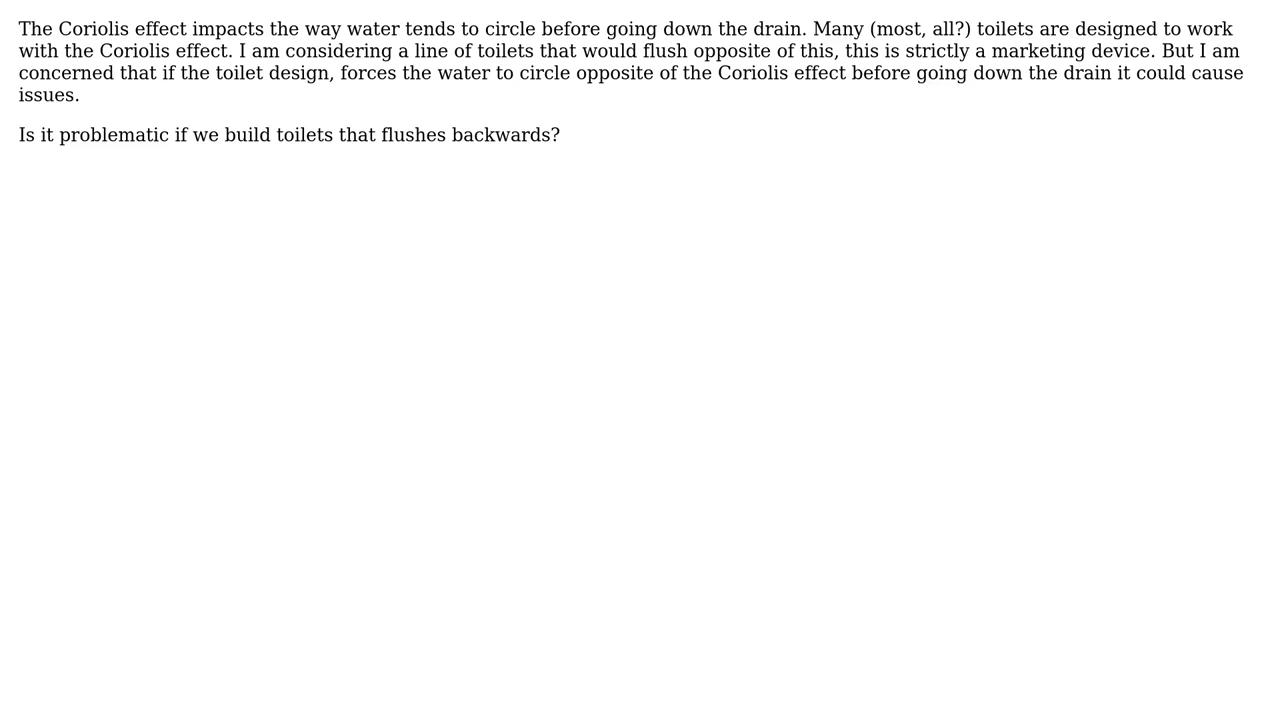 The Coriolis effect impacts the way water tends to circle before going down the drain. Many (most, all?) toilets are designed to work
with the Coriolis effect. I am considering a line of toilets that would flush opposite of this, this is strictly a marketing device. But I am
concerned that if the toilet design, forces the water to circle opposite of the Coriolis effect before going down the drain it could cause
issues.
Is it problematic if we build toilets that flushes backwards?